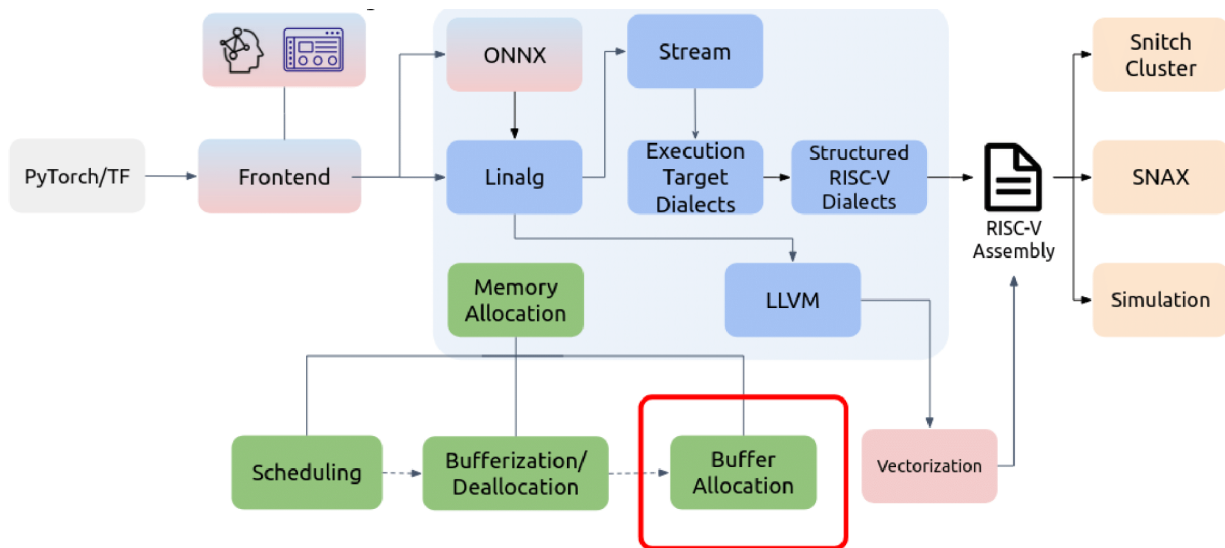 ONNX
Stream
Snitch
Cluster
PyTorch/TF
Frontend
Linalg
Execution
Target
Dialects
Structured
RISC-V
Dialects
RISC-V
Assembly
SNAX
Memory
Allocation
LLVM
Simulation
Scheduling
Bufferization/
Deallocation
Buffer
Allocation
Vectorization